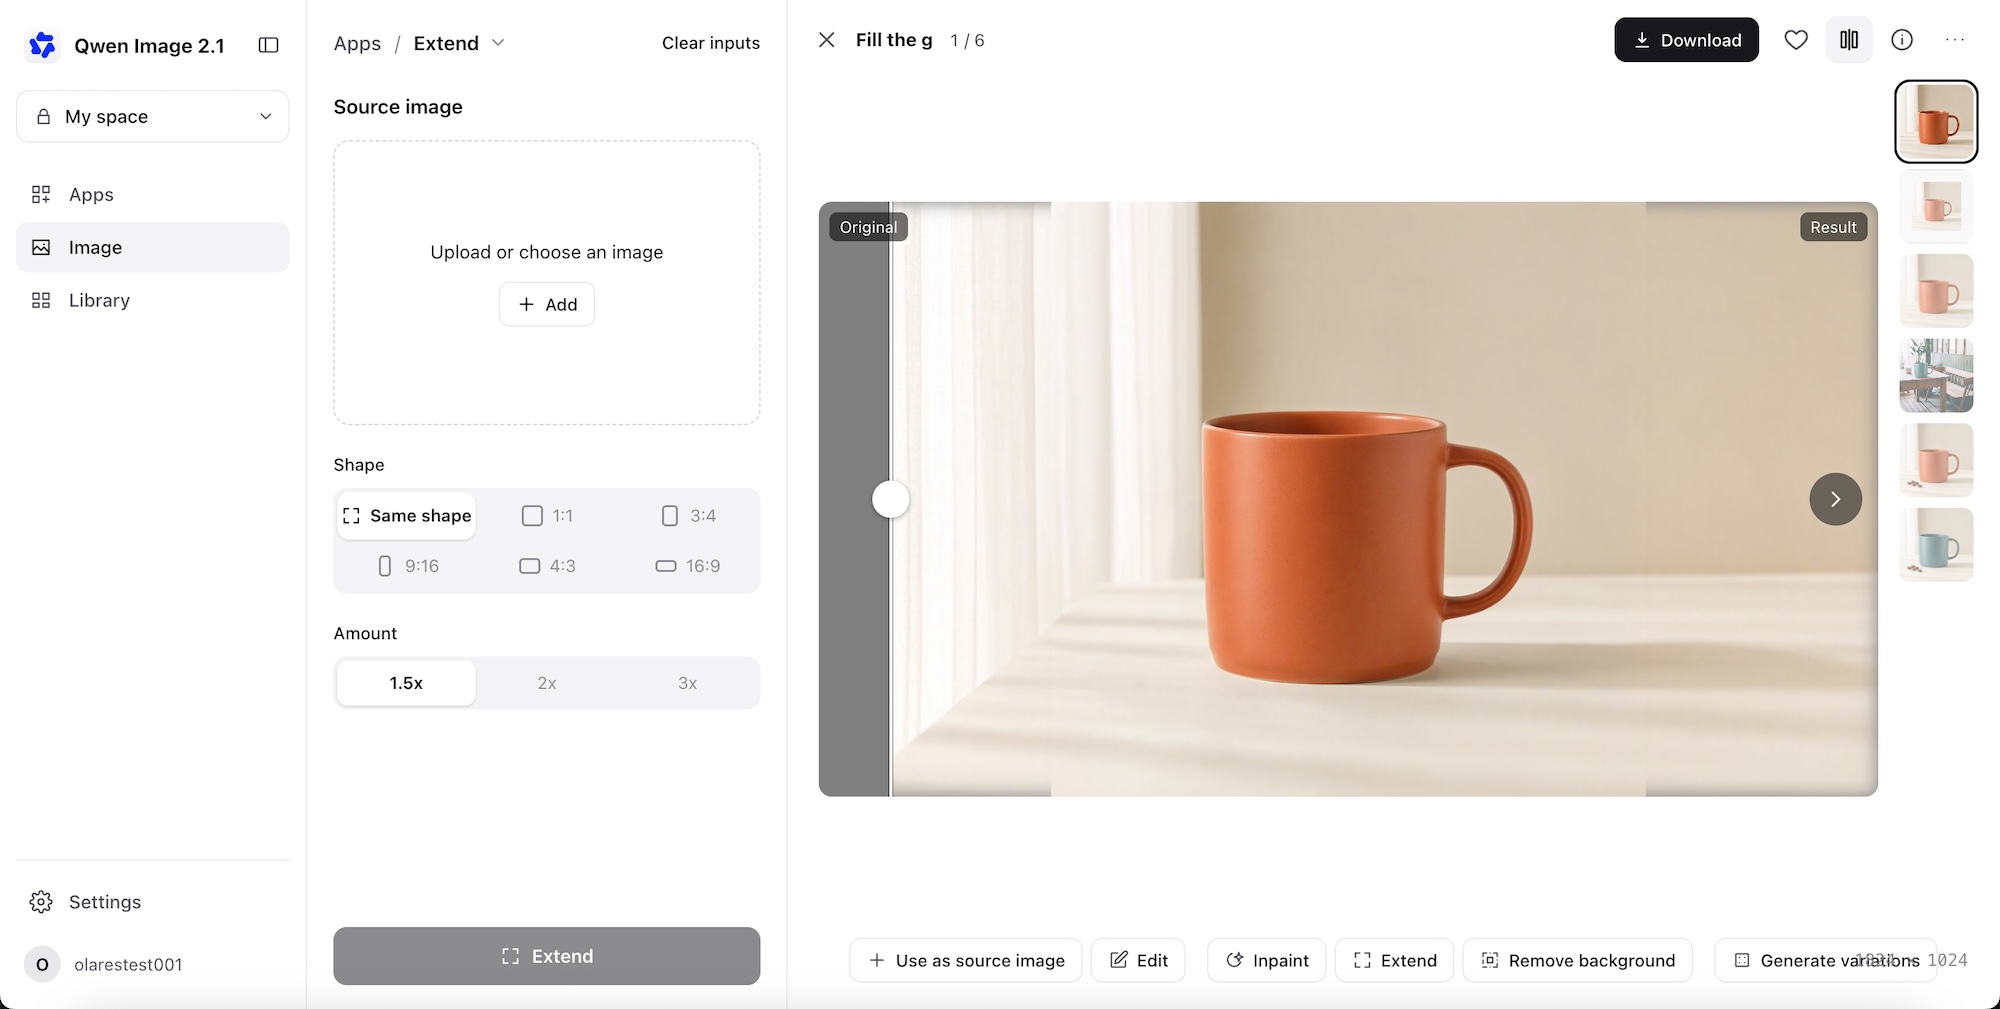 Qwen Image 2.1
My space
Apps
Image
Library
Settings
O olarestest001
Apps / Extend
Clear inputs
Source image
Upload or choose an image
+ Add
Shape
Same shape
1:1
3:4
9:16
4:3
16:9
Amount
1.5x
2x
3x
Extend
Fill the g
1 / 6
Download
Original
Result
Use as source image
Edit
Inpaint
Extend
Remove background
Generate variations
1024